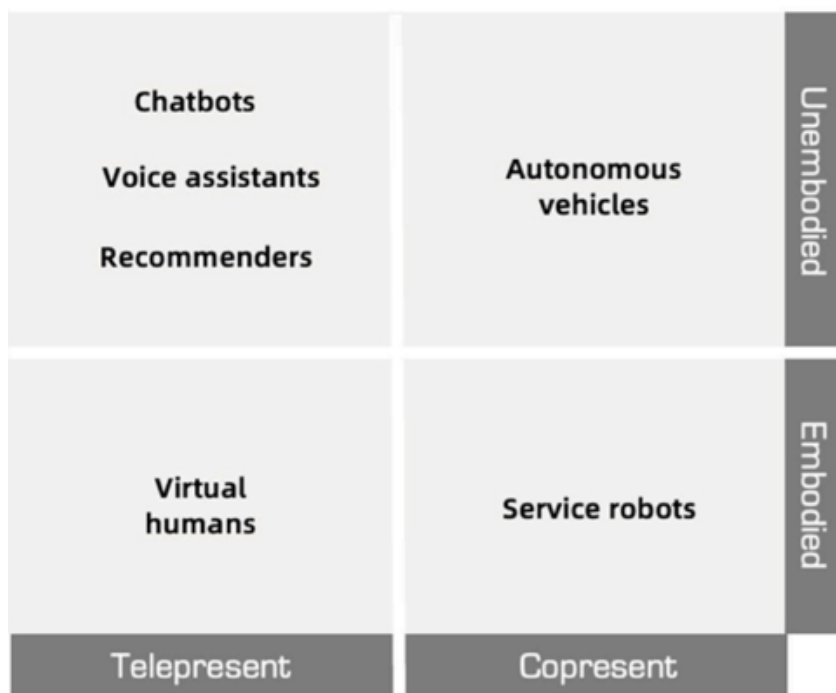 Chatbots
Voice assistants
Recommenders
Autonomous
vehicles
Unembodied
Virtual
humans
Service robots
Embodied
Telepresent
Copresent